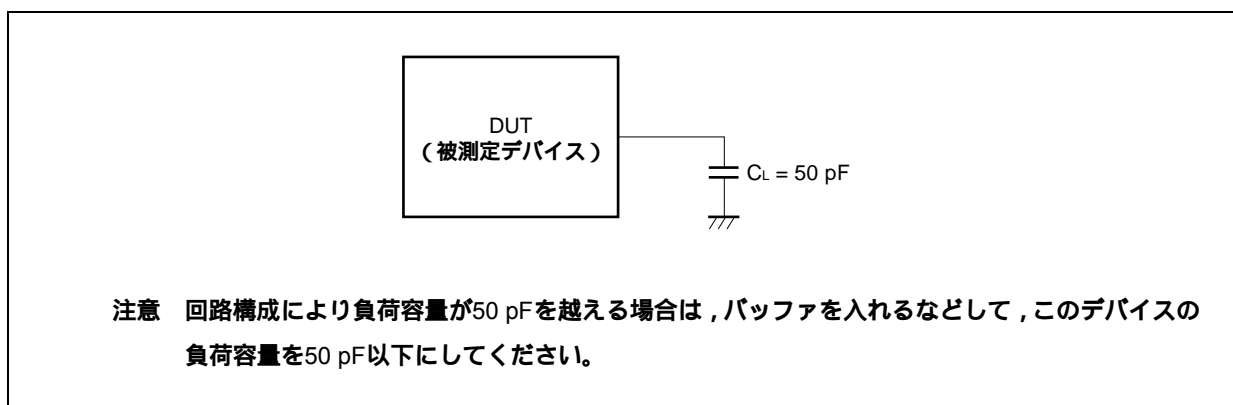 DUT
（被測定デバイス）
CL = 50 pF
注意　回路構成により負荷容量が50 pFを越える場合は，バッファを入れるなどして，このデバイスの
負荷容量を50 pF以下にしてください。